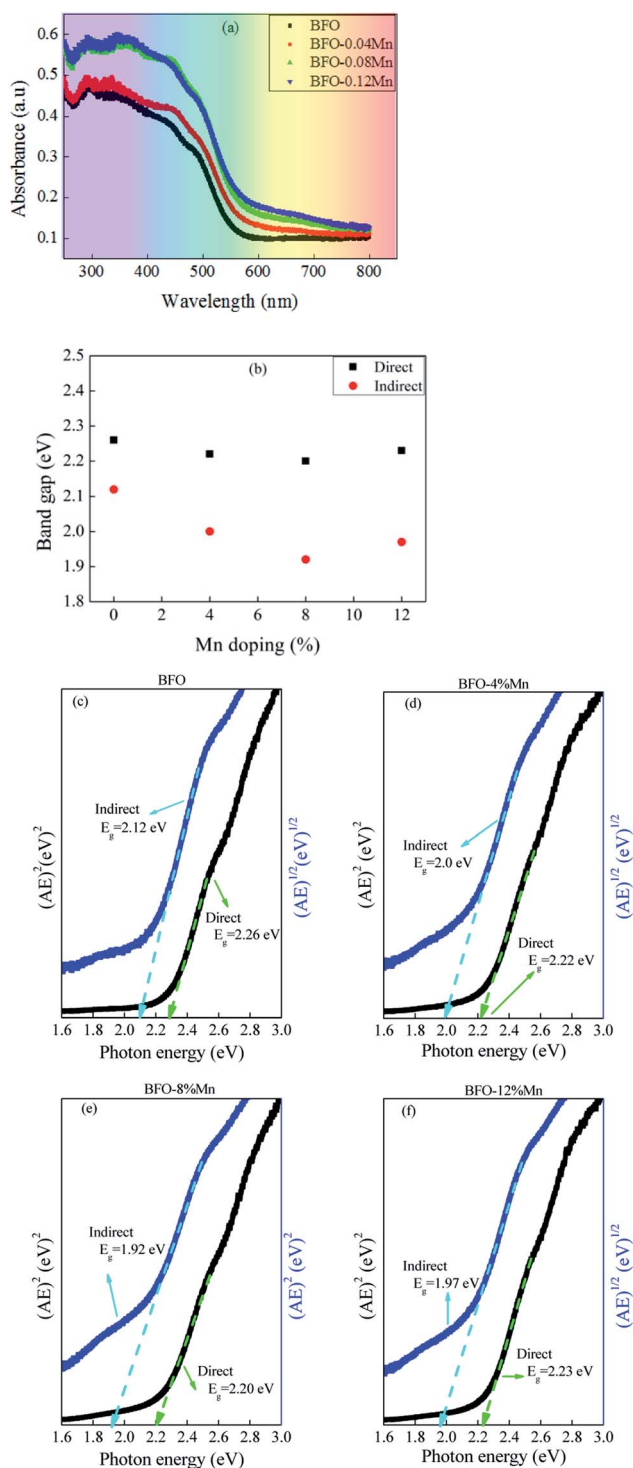 (a)
BFO
BFO-0.04Mn
BFO-0.08Mn
BFO-0.12Mn
0.6
0.5
0.4
0.3
0.2
0.1
Absorbance (a.u)
300 400 500 600 700 800
Wavelength (nm)
(b)
Direct
Indirect
2.5
2.4
2.3
2.2
2.1
2.0
1.9
1.8
Band gap (eV)
0 2 4 6 8 10 12
Mn doping (%)
BFO
(c)
Indirect
E_g=2.12 eV
Direct
E_g=2.26 eV
(AE)² (eV)²
(AE)^1/2 (eV)^1/2
1.6 1.8 2.0 2.2 2.4 2.6 2.8 3.0
Photon energy (eV)
BFO-4%Mn
(d)
Indirect
E_g=2.0 eV
Direct
E_g=2.22 eV
(AE)² (eV)²
(AE)^1/2 (eV)^1/2
1.6 1.8 2.0 2.2 2.4 2.6 2.8 3.0
Photon energy (eV)
BFO-8%Mn
(e)
Indirect
E_g=1.92 eV
Direct
E_g=2.20 eV
(AE)² (eV)²
(AE)² (eV)²
1.6 1.8 2.0 2.2 2.4 2.6 2.8 3.0
Photon energy (eV)
BFO-12%Mn
(f)
Indirect
E_g=1.97 eV
Direct
E_g=2.23 eV
(AE)² (eV)²
(AE)^1/2 (eV)^1/2
1.6 1.8 2.0 2.2 2.4 2.6 2.8 3.0
Photon energy (eV)